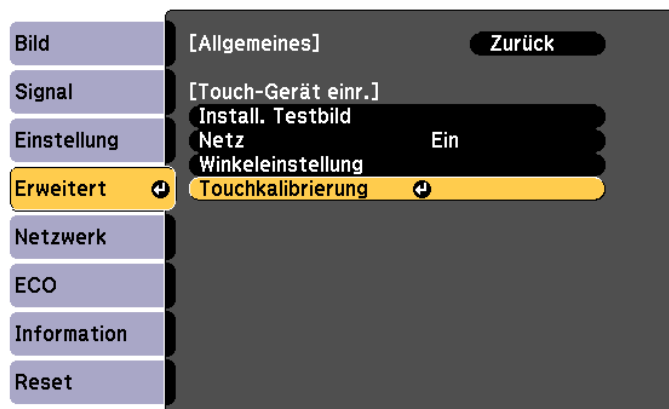 Bild
Signal
Einstellung
Erweitert
Netzwerk
ECO
Information
Reset
[Allgemeines] Zurück
[Touch-Gerät einr.]
Install. Testbild
Netz Ein
Winkeleinstellung
Touchkalibrierung